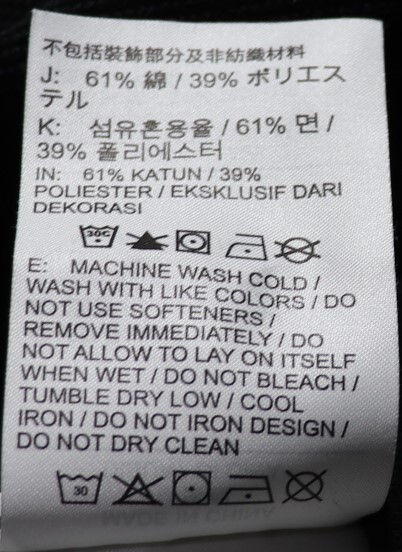 不包括裝飾部分及非紡織材料
J: 61% 綿 / 39% ポリエス
テル
K: 섬유혼용율 / 61% 면 /
39% 폴리에스터
IN: 61% KATUN / 39%
POLIESTER / EKSKLUSIF DARI
DEKORASI
30C
E: MACHINE WASH COLD /
WASH WITH LIKE COLORS / DO
NOT USE SOFTENERS /
REMOVE IMMEDIATELY / DO
NOT ALLOW TO LAY ON ITSELF
WHEN WET / DO NOT BLEACH /
TUMBLE DRY LOW / COOL
IRON / DO NOT IRON DESIGN /
DO NOT DRY CLEAN
30